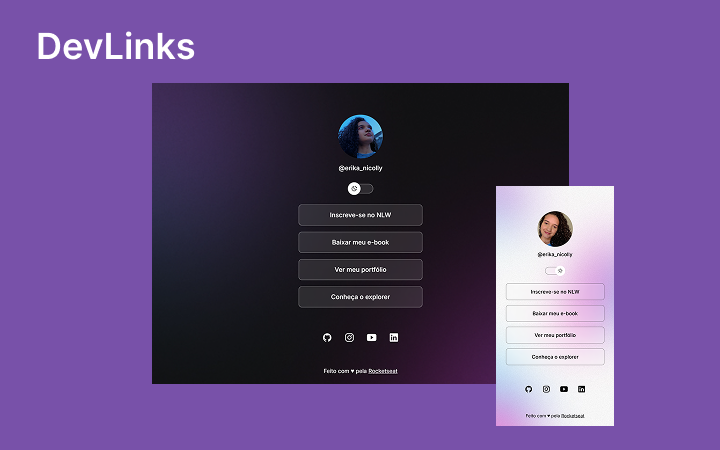 DevLinks
@erika_nicolly
Inscreve-se no NLW
Baixar meu e-book
Ver meu portfólio
Conheça o explorer
Feito com ♥ pela Rocketseat
@erika_nicolly
Inscreve-se no NLW
Baixar meu e-book
Ver meu portfólio
Conheça o explorer
Feito com ♥ pela Rocketseat